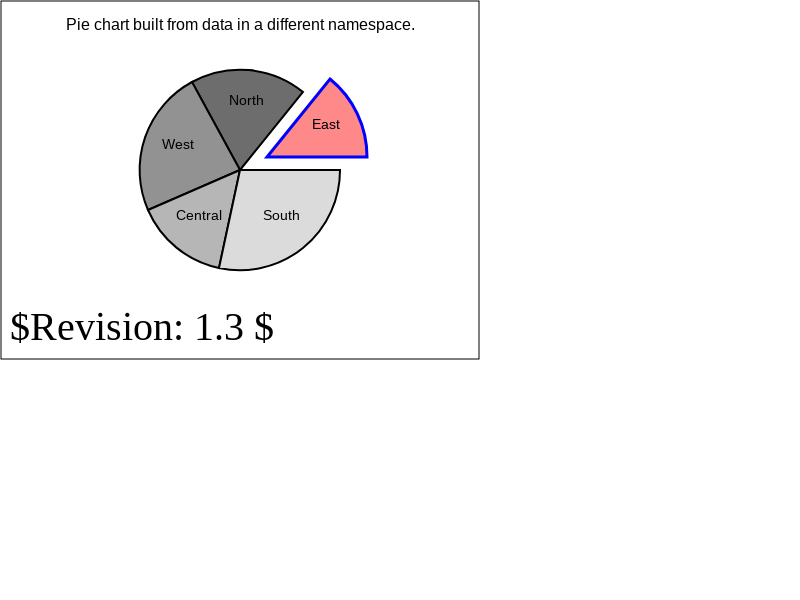 Pie chart built from data in a different namespace.
North
East
West
Central
South
$Revision: 1.3 $